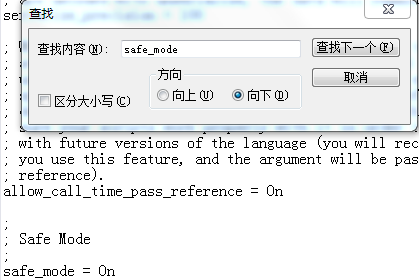 查找
查找内容(N):
safe_mode
查找下一个(F)
取消
方向
区分大小写(C)
向上(U)
向下(D)
; with future versions of the language (you will rec
; you use this feature, and the argument will be pas
; reference).
allow_call_time_pass_reference = On
;
; Safe Mode
;
safe_mode = On